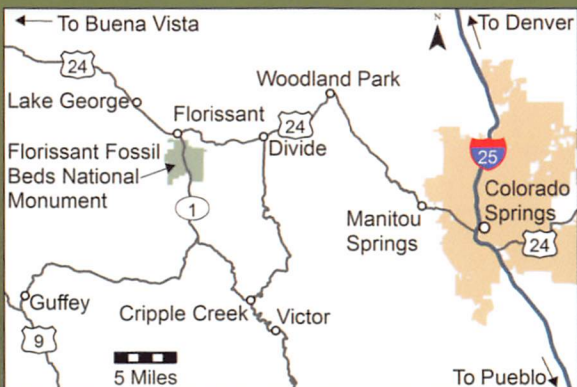 To Buena Vista
N
To Denver
24
Woodland Park
Lake George
Florissant
24
Divide
25
Florissant Fossil
Beds National
Monument
Colorado
Springs
1
Manitou
Springs
24
Guffey
Cripple Creek
Victor
9
5 Miles
To Pueblo